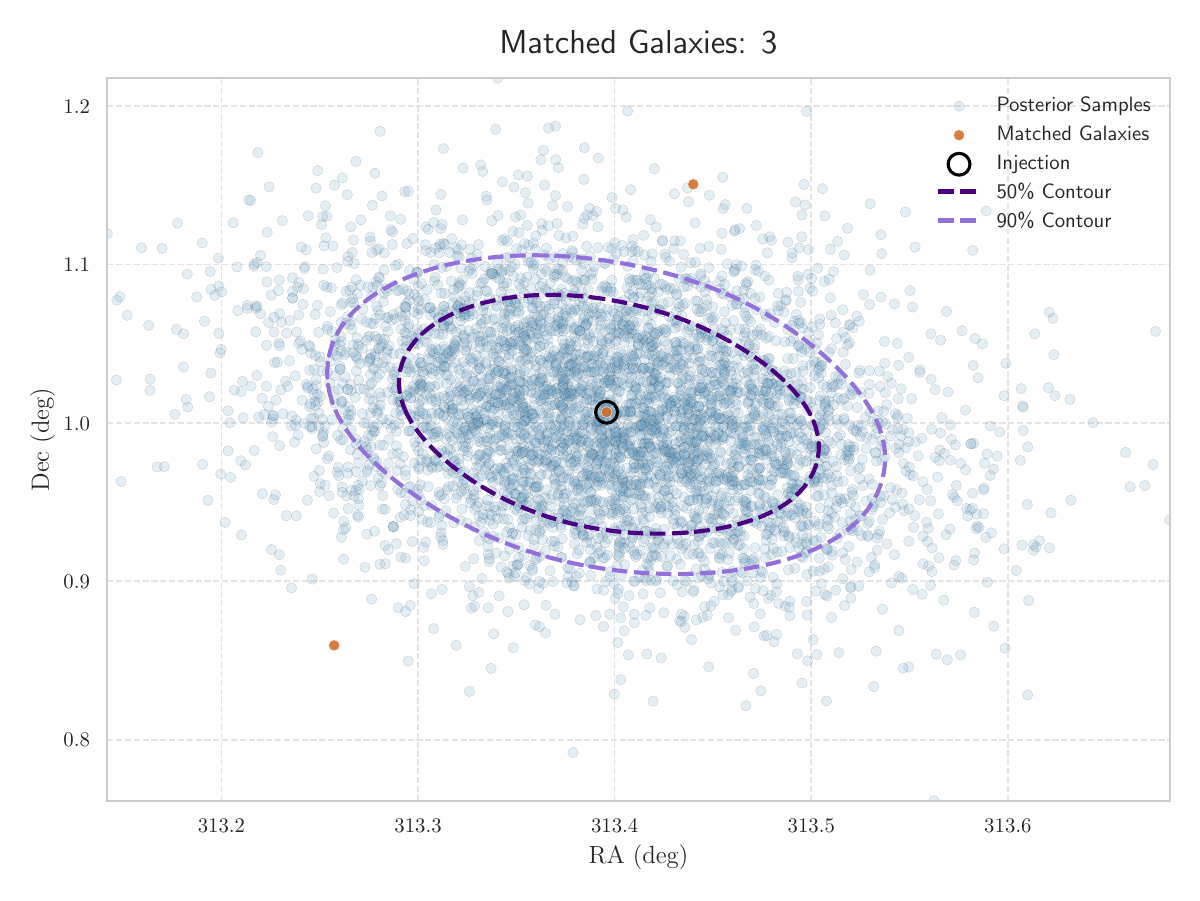 Matched Galaxies: 3
Posterior Samples
Matched Galaxies
Injection
50% Contour
90% Contour
1.2
1.1
1.0
0.9
0.8
Dec (deg)
313.2
313.3
313.4
313.5
313.6
RA (deg)